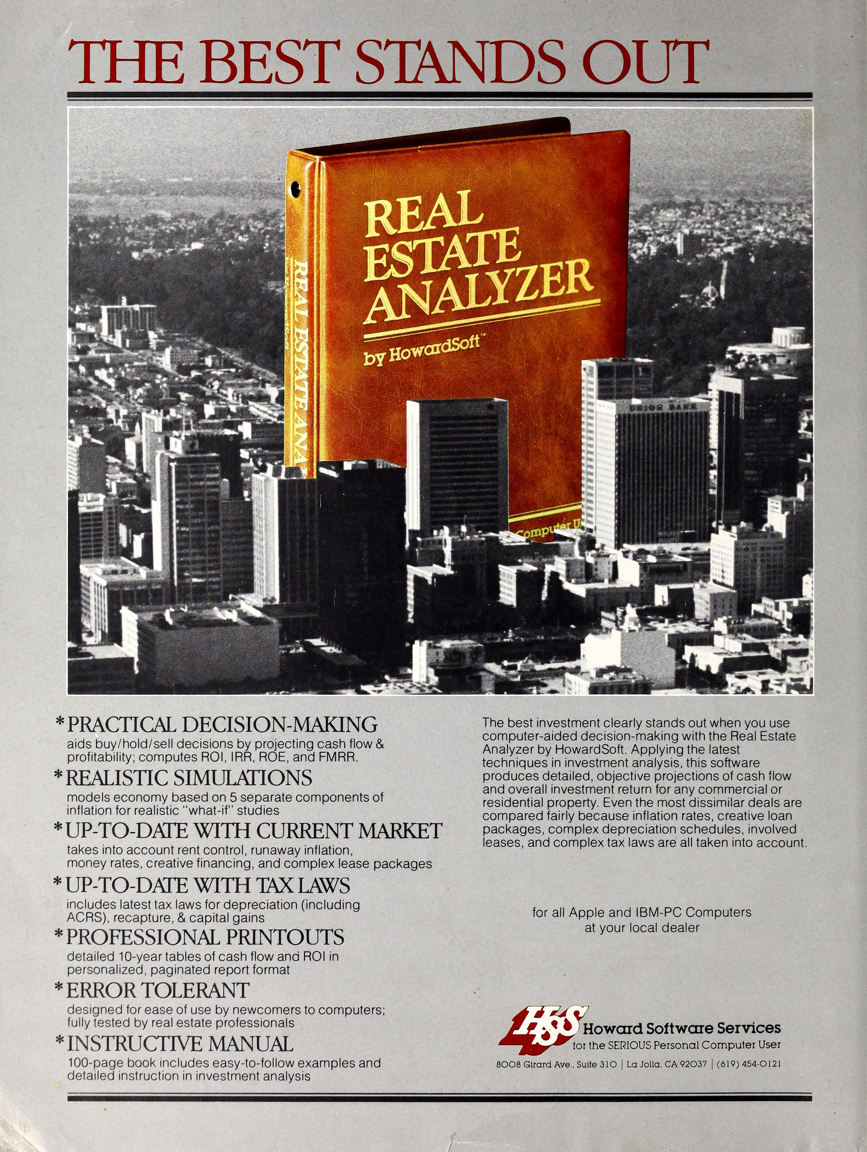 THE BEST STANDS OUT
REAL
ESTATE
ANALYZER
by HowardSoft™
REAL ESTATE ANA
UNION BANK
Computer U
*PRACTICAL DECISION-MAKING
aids buy/hold/sell decisions by projecting cash flow &
profitability; computes ROI, IRR, ROE, and FMRR.
*REALISTIC SIMULATIONS
models economy based on 5 separate components of
inflation for realistic "what-if" studies
*UP-TO-DATE WITH CURRENT MARKET
takes into account rent control, runaway inflation,
money rates, creative financing, and complex lease packages
*UP-TO-DATE WITH TAX LAWS
includes latest tax laws for depreciation (including
ACRS), recapture, & capital gains
*PROFESSIONAL PRINTOUTS
detailed 10-year tables of cash flow and ROI in
personalized, paginated report format
*ERROR TOLERANT
designed for ease of use by newcomers to computers;
fully tested by real estate professionals
*INSTRUCTIVE MANUAL
100-page book includes easy-to-follow examples and
detailed instruction in investment analysis
The best investment clearly stands out when you use
computer-aided decision-making with the Real Estate
Analyzer by HowardSoft. Applying the latest
techniques in investment analysis, this software
produces detailed, objective projections of cash flow
and overall investment return for any commercial or
residential property. Even the most dissimilar deals are
compared fairly because inflation rates, creative loan
packages, complex depreciation schedules, involved
leases, and complex tax laws are all taken into account.
for all Apple and IBM-PC Computers
at your local dealer
HSS
Howard Software Services
for the SERIOUS Personal Computer User
8008 Girard Ave., Suite 310 | La Jolla, CA 92037 | (619) 454-0121